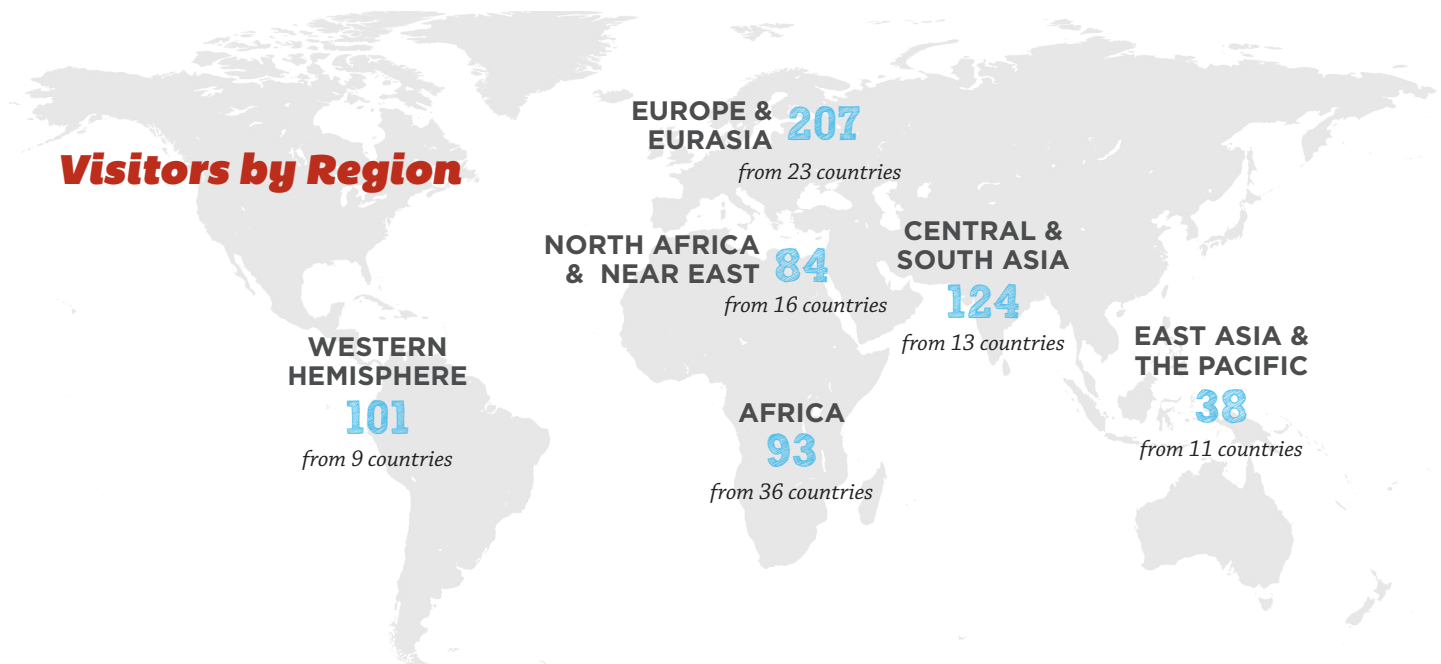 Visitors by Region
EUROPE &
EURASIA
207
from 23 countries
NORTH AFRICA
& NEAR EAST
84
from 16 countries
CENTRAL &
SOUTH ASIA
124
from 13 countries
WESTERN
HEMISPHERE
101
from 9 countries
EAST ASIA &
THE PACIFIC
38
from 11 countries
AFRICA
93
from 36 countries